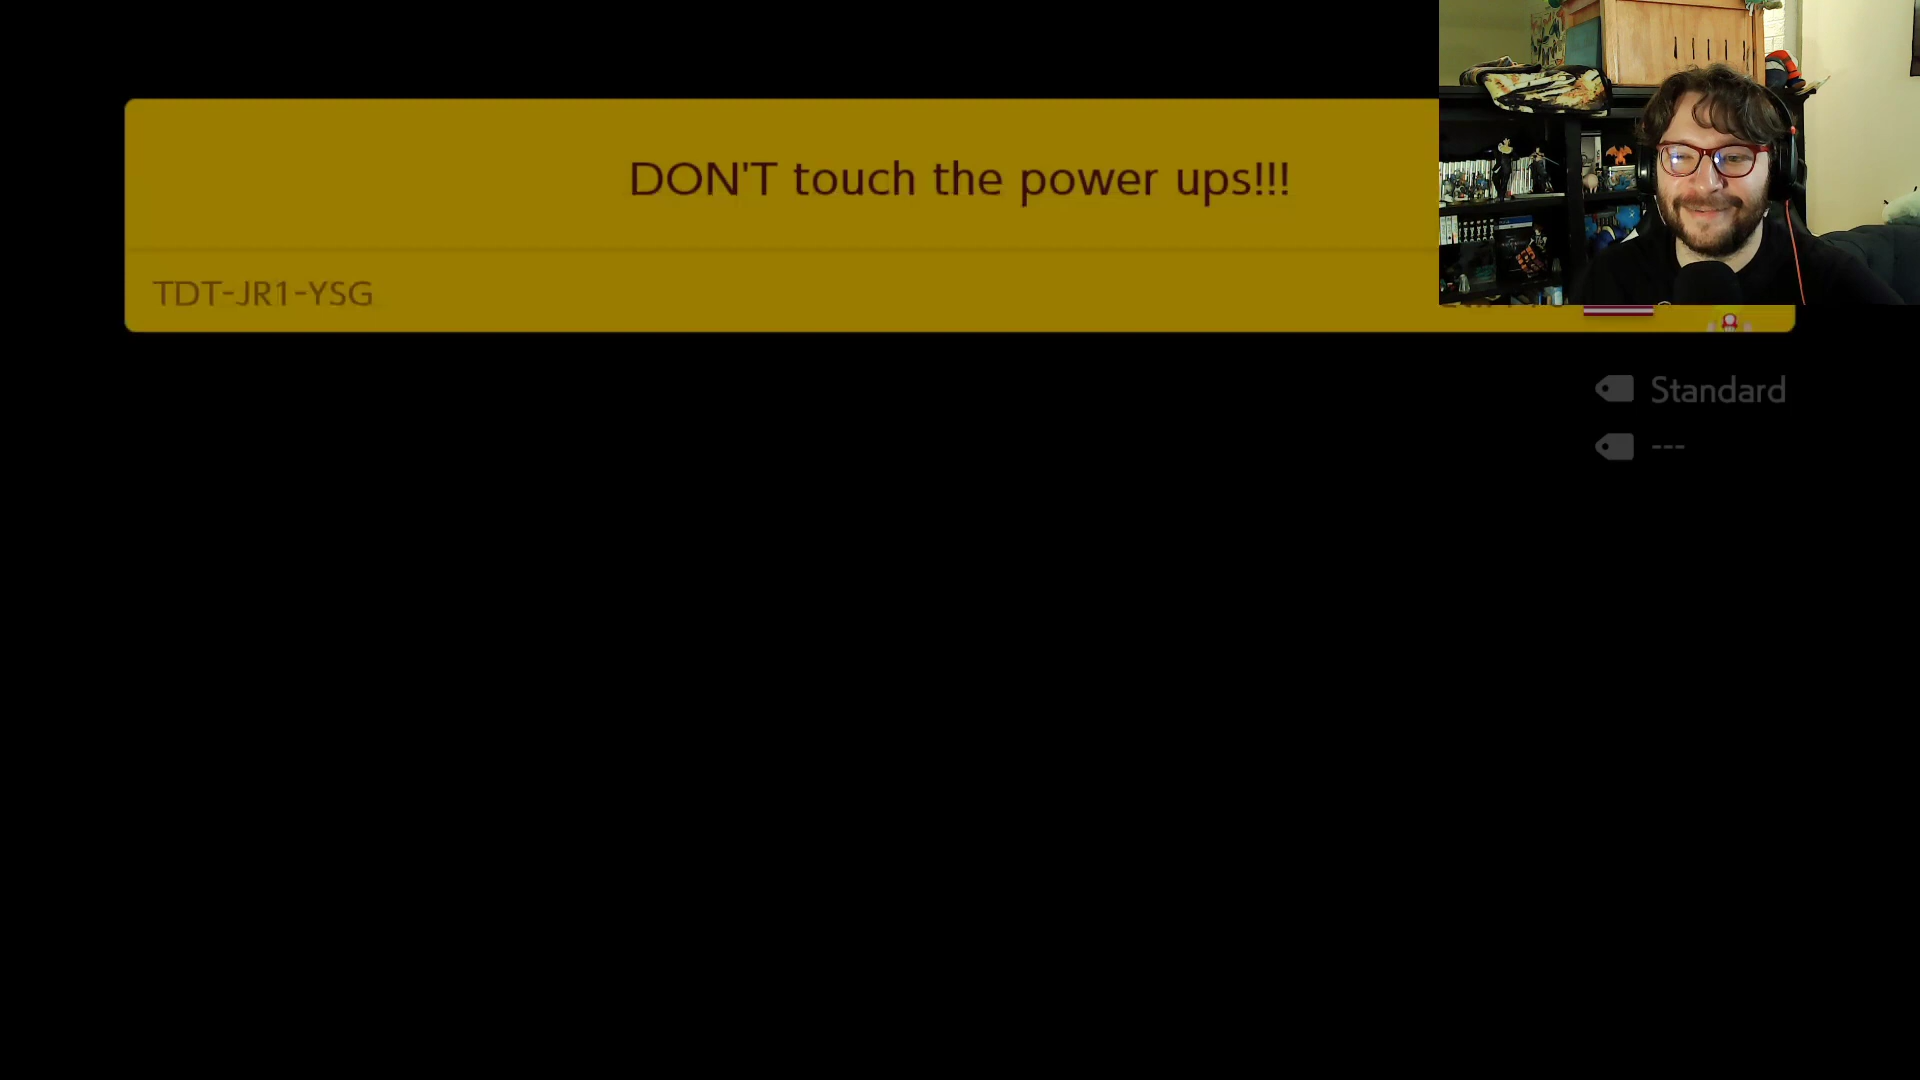 DON'T touch the power ups!!!
TDT-JR1-YSG
Standard
---